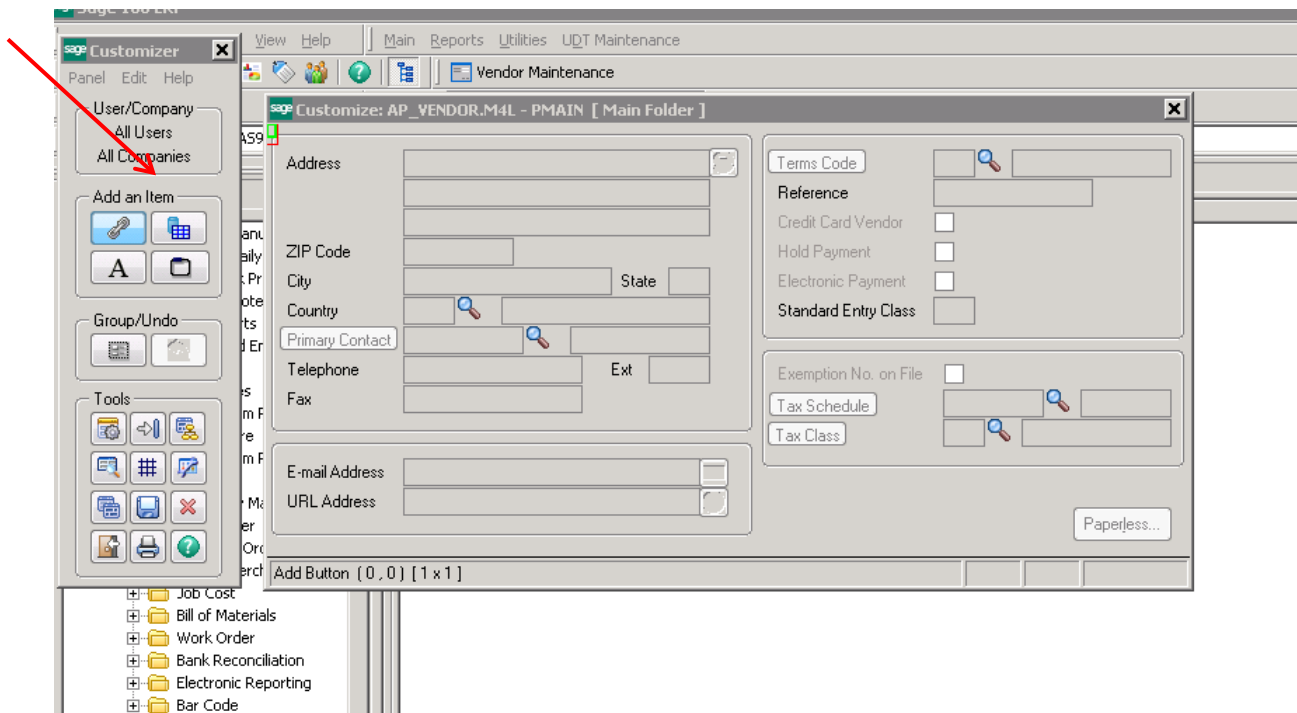 Sage 100 ERP
View Help Main Reports Utilities UDT Maintenance
Vendor Maintenance
sage Customizer
Panel Edit Help
User/Company
All Users
All Companies
Add an Item
A
Group/Undo
Tools
sage Customize: AP_VENDOR.M4L - PMAIN [ Main Folder ]
Address
ZIP Code
City State
Country
Primary Contact
Telephone Ext
Fax
E-mail Address
URL Address
Terms Code
Reference
Credit Card Vendor
Hold Payment
Electronic Payment
Standard Entry Class
Exemption No. on File
Tax Schedule
Tax Class
Paperless...
Add Button (0,0) [1 x 1]
Job Cost
Bill of Materials
Work Order
Bank Reconciliation
Electronic Reporting
Bar Code